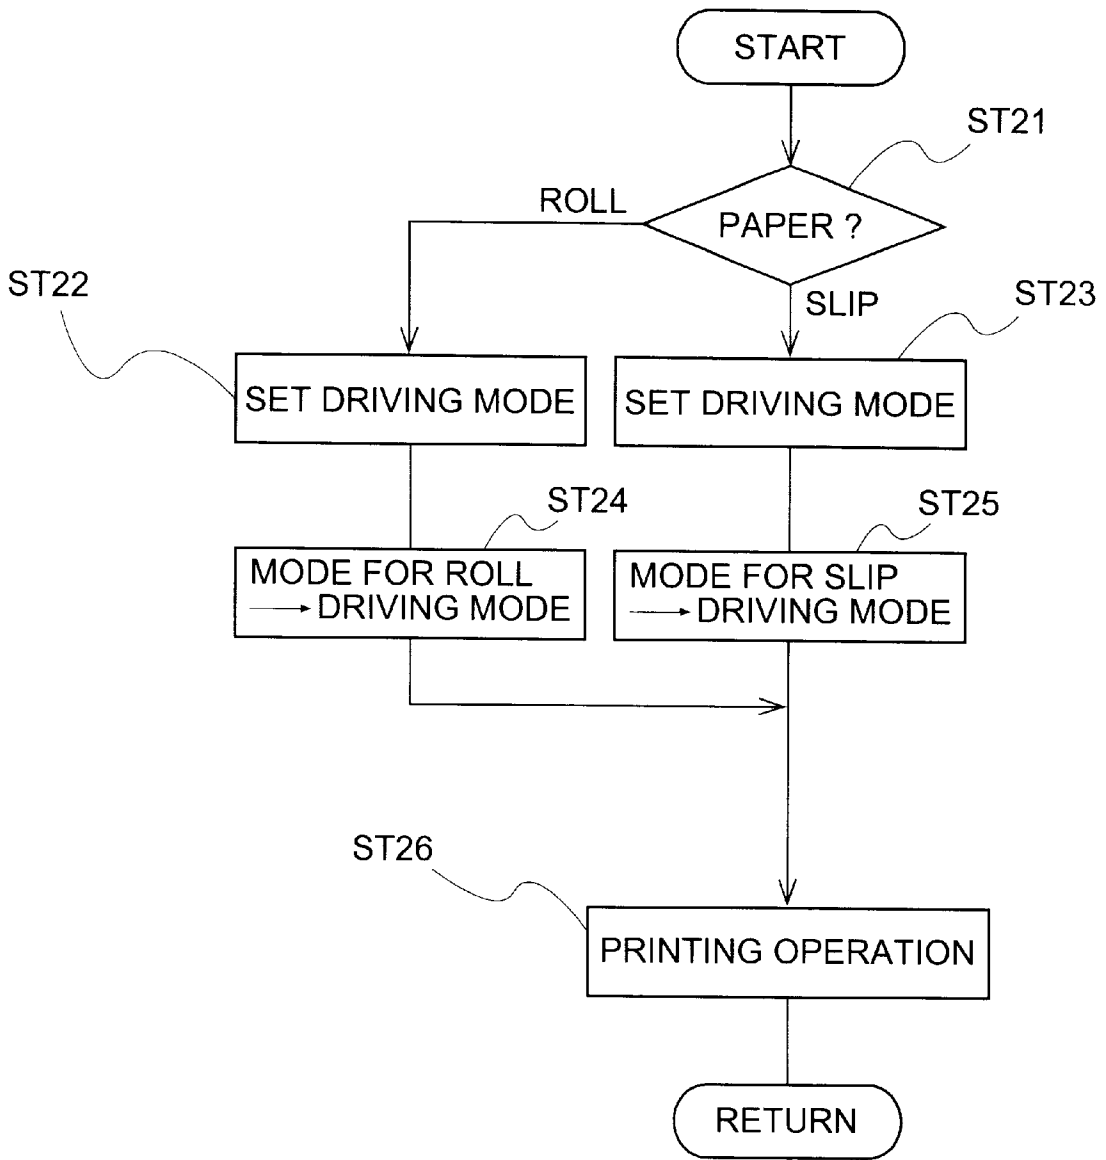 START
ST21
ROLL
PAPER ?
ST22
SLIP
ST23
SET DRIVING MODE
SET DRIVING MODE
ST24
ST25
MODE FOR ROLL
→ DRIVING MODE
MODE FOR SLIP
→ DRIVING MODE
ST26
PRINTING OPERATION
RETURN